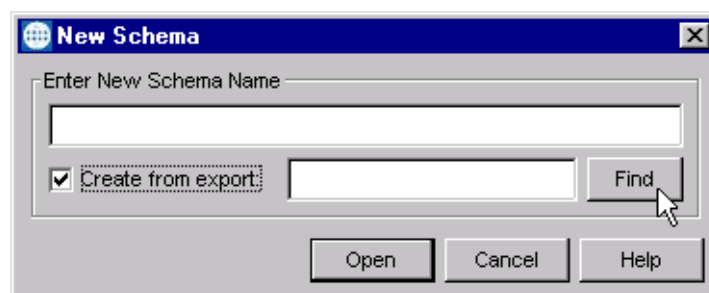 New Schema
Enter New Schema Name
Create from export: Find
Open Cancel Help